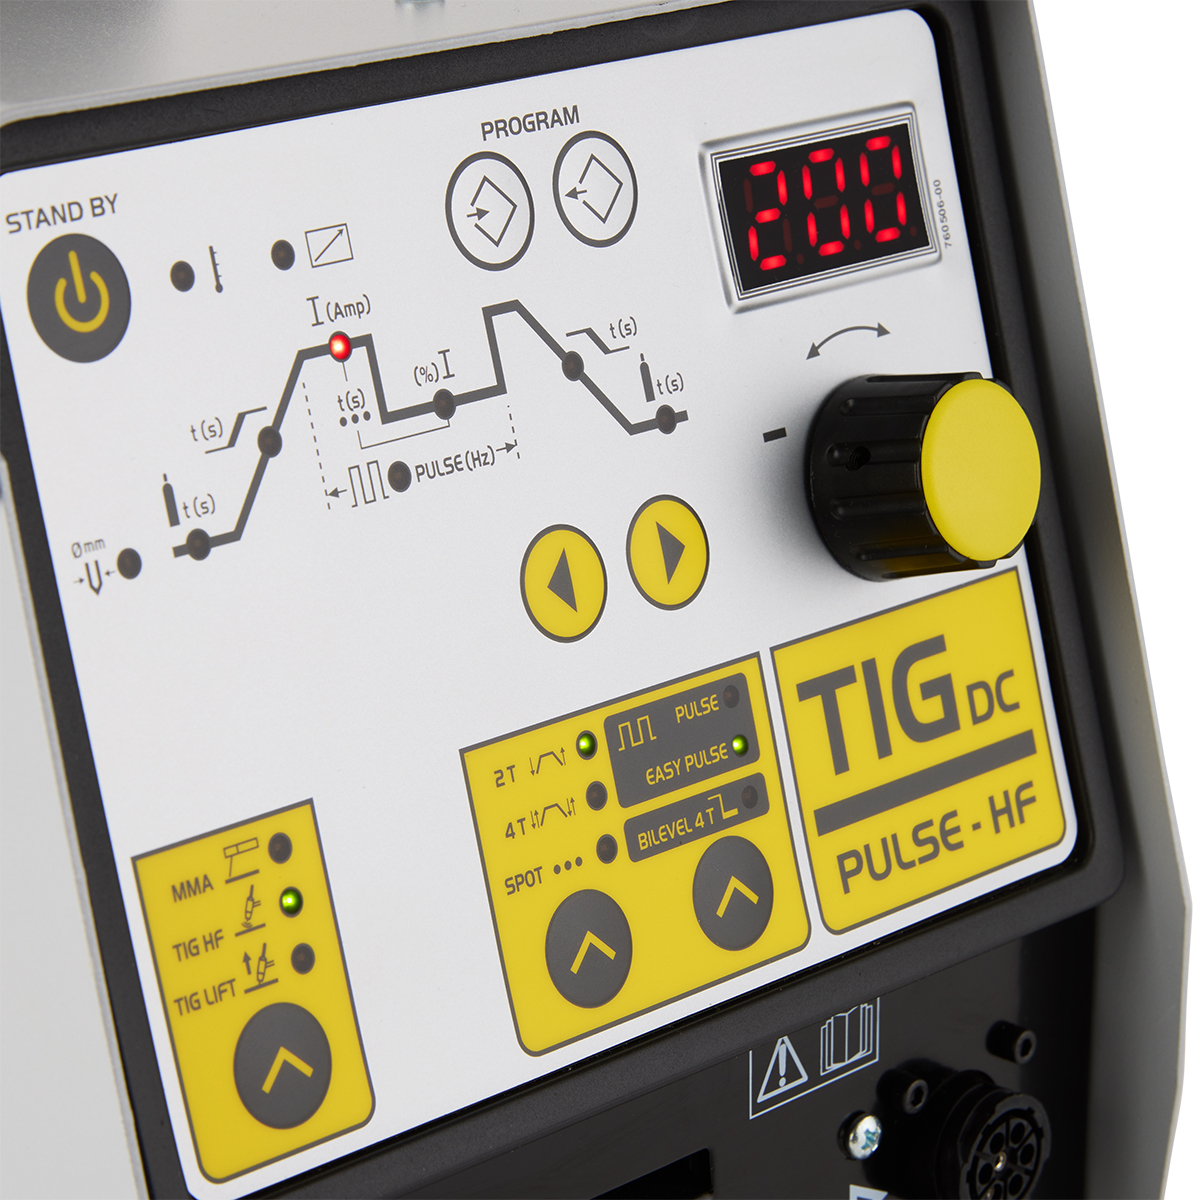 PROGRAM
STAND BY
200
760506-00
I (Amp)
t(s)
(%) I
t(s)
t(s)
t(s)
PULSE (Hz)
t(s)
Ømm
-
TIG DC
PULSE - HF
2T
PULSE
EASY PULSE
4T
BILEVEL 4T
SPOT
MMA
TIG HF
TIG LIFT